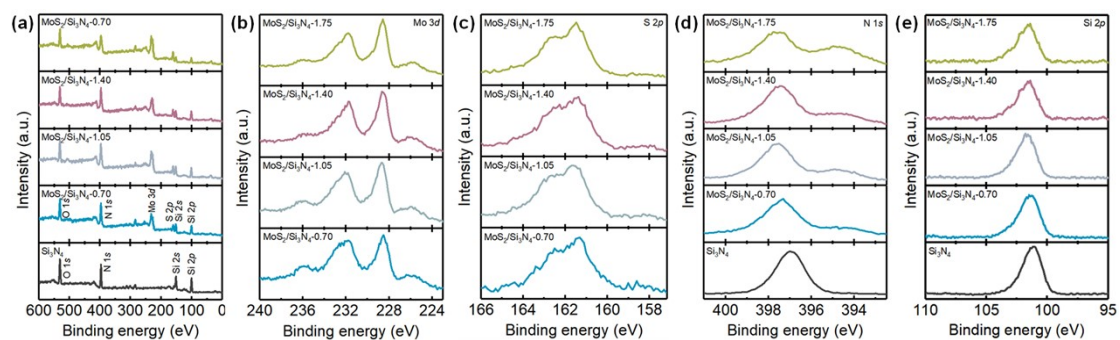 (a)
MoS₂/Si₃N₄-0.70
MoS₂/Si₃N₄-1.40
MoS₂/Si₃N₄-1.05
MoS₂/Si₃N₄-0.70
O 1s
N 1s
Mo 3d
S 2p
Si 2s
Si 2p
Si₃N₄
O 1s
N 1s
Si 2s
Si 2p
600 500 400 300 200 100 0
Binding energy (eV)
Intensity (a.u.)
(b)
MoS₂/Si₃N₄-1.75
Mo 3d
MoS₂/Si₃N₄-1.40
MoS₂/Si₃N₄-1.05
MoS₂/Si₃N₄-0.70
240 236 232 228 224
Binding energy (eV)
Intensity (a.u.)
(c)
MoS₂/Si₃N₄-1.75
S 2p
MoS₂/Si₃N₄-1.40
MoS₂/Si₃N₄-1.05
MoS₂/Si₃N₄-0.70
166 164 162 160 158
Binding energy (eV)
Intensity (a.u.)
(d)
MoS₂/Si₃N₄-1.75
N 1s
MoS₂/Si₃N₄-1.40
MoS₂/Si₃N₄-1.05
MoS₂/Si₃N₄-0.70
Si₃N₄
400 398 396 394
Binding energy (eV)
Intensity (a.u.)
(e)
MoS₂/Si₃N₄-1.75
Si 2p
MoS₂/Si₃N₄-1.40
MoS₂/Si₃N₄-1.05
MoS₂/Si₃N₄-0.70
Si₃N₄
110 105 100 95
Binding energy (eV)
Intensity (a.u.)